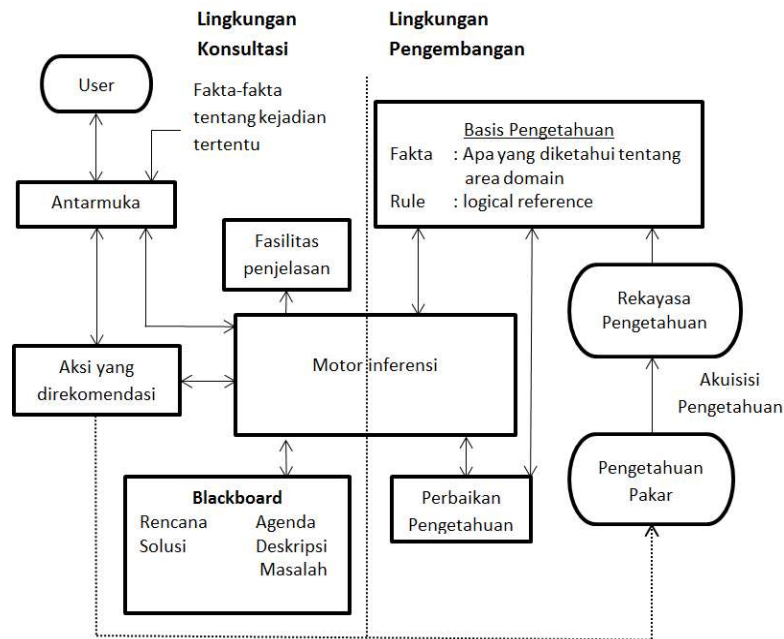 Lingkungan
Konsultasi
Lingkungan
Pengembangan
User
Fakta-fakta
tentang kejadian
tertentu
Antarmuka
Basis Pengetahuan
Fakta : Apa yang diketahui tentang
area domain
Rule : logical reference
Fasilitas
penjelasan
Rekayasa
Pengetahuan
Aksi yang
direkomendasi
Motor inferensi
Akuisisi
Pengetahuan
Blackboard
Rencana Agenda
Solusi Deskripsi
Masalah
Perbaikan
Pengetahuan
Pengetahuan
Pakar